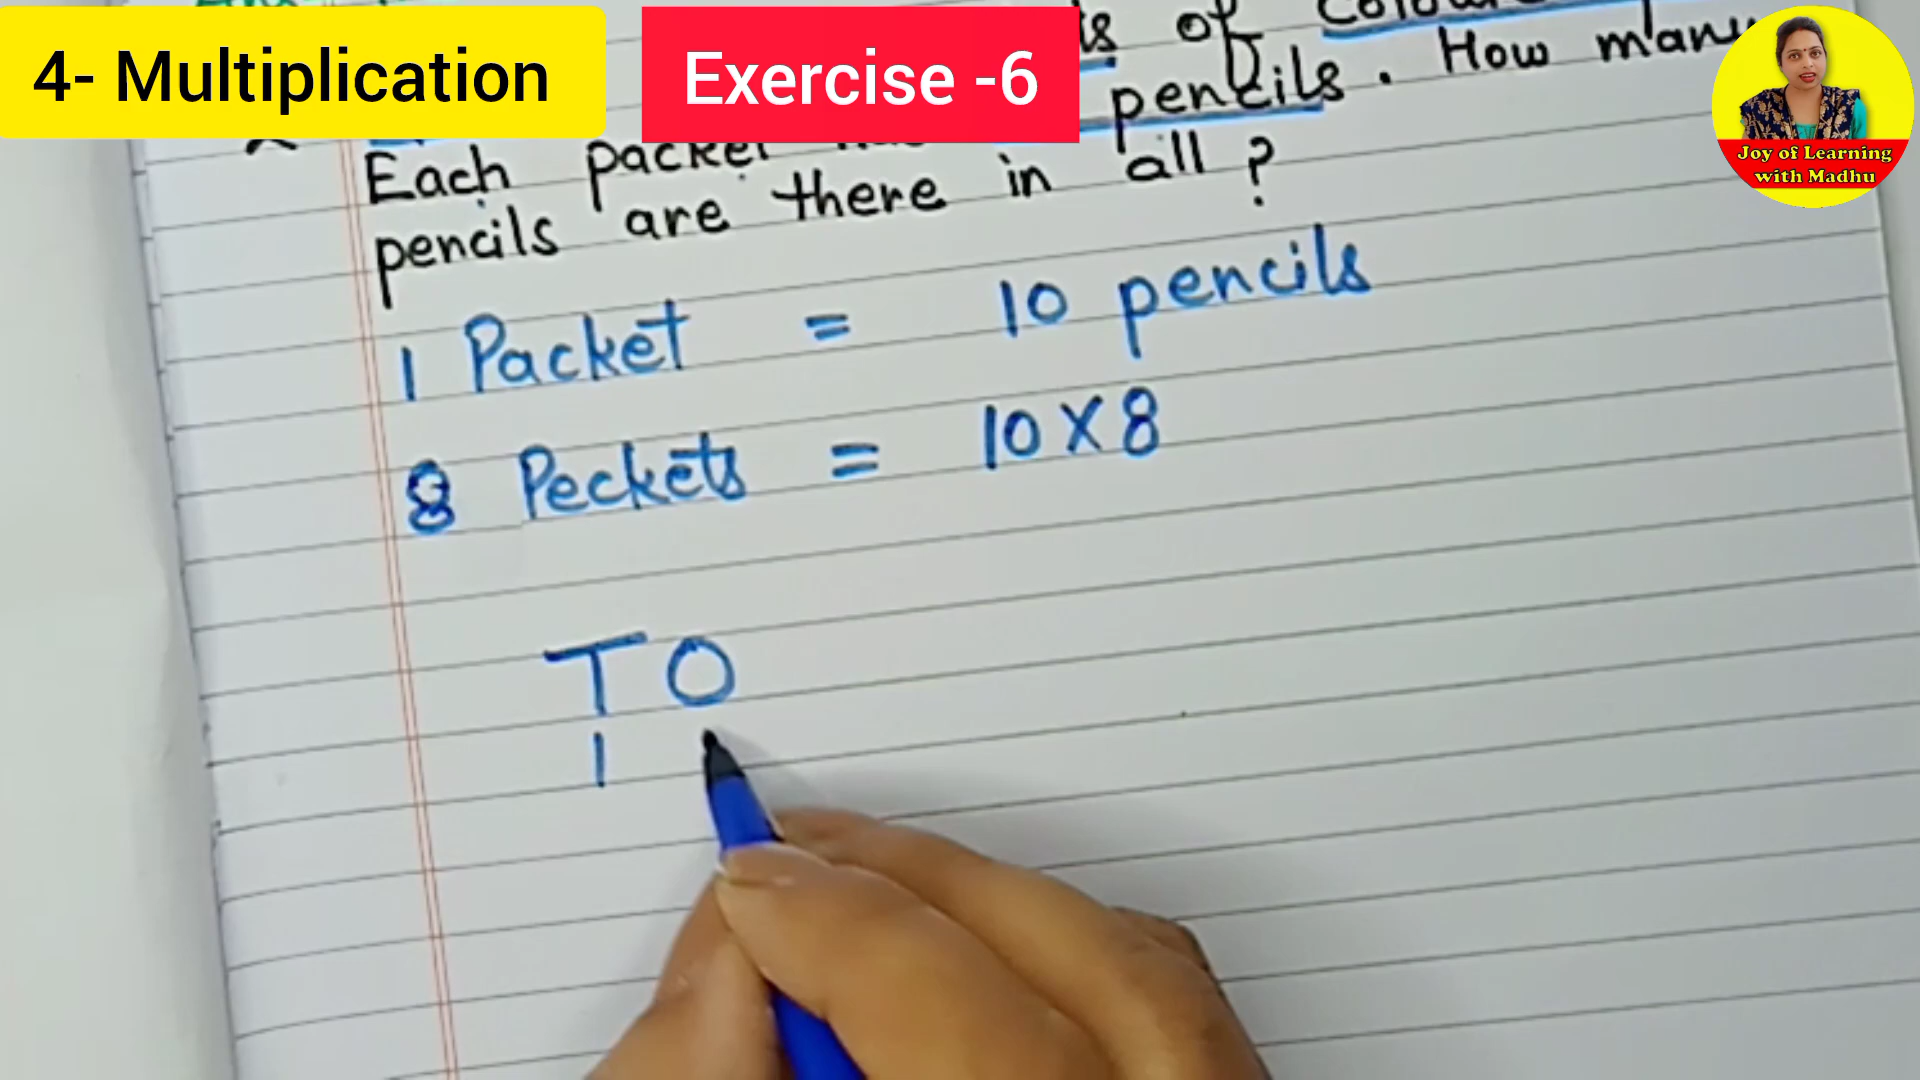 4- Multiplication
Exercise -6
of
pencils. How many
Each packet
pencils are there in all ?
1 Packet = 10 pencils
8 Peckets = 10×8
T O
1
Joy of Learning
with Madhu